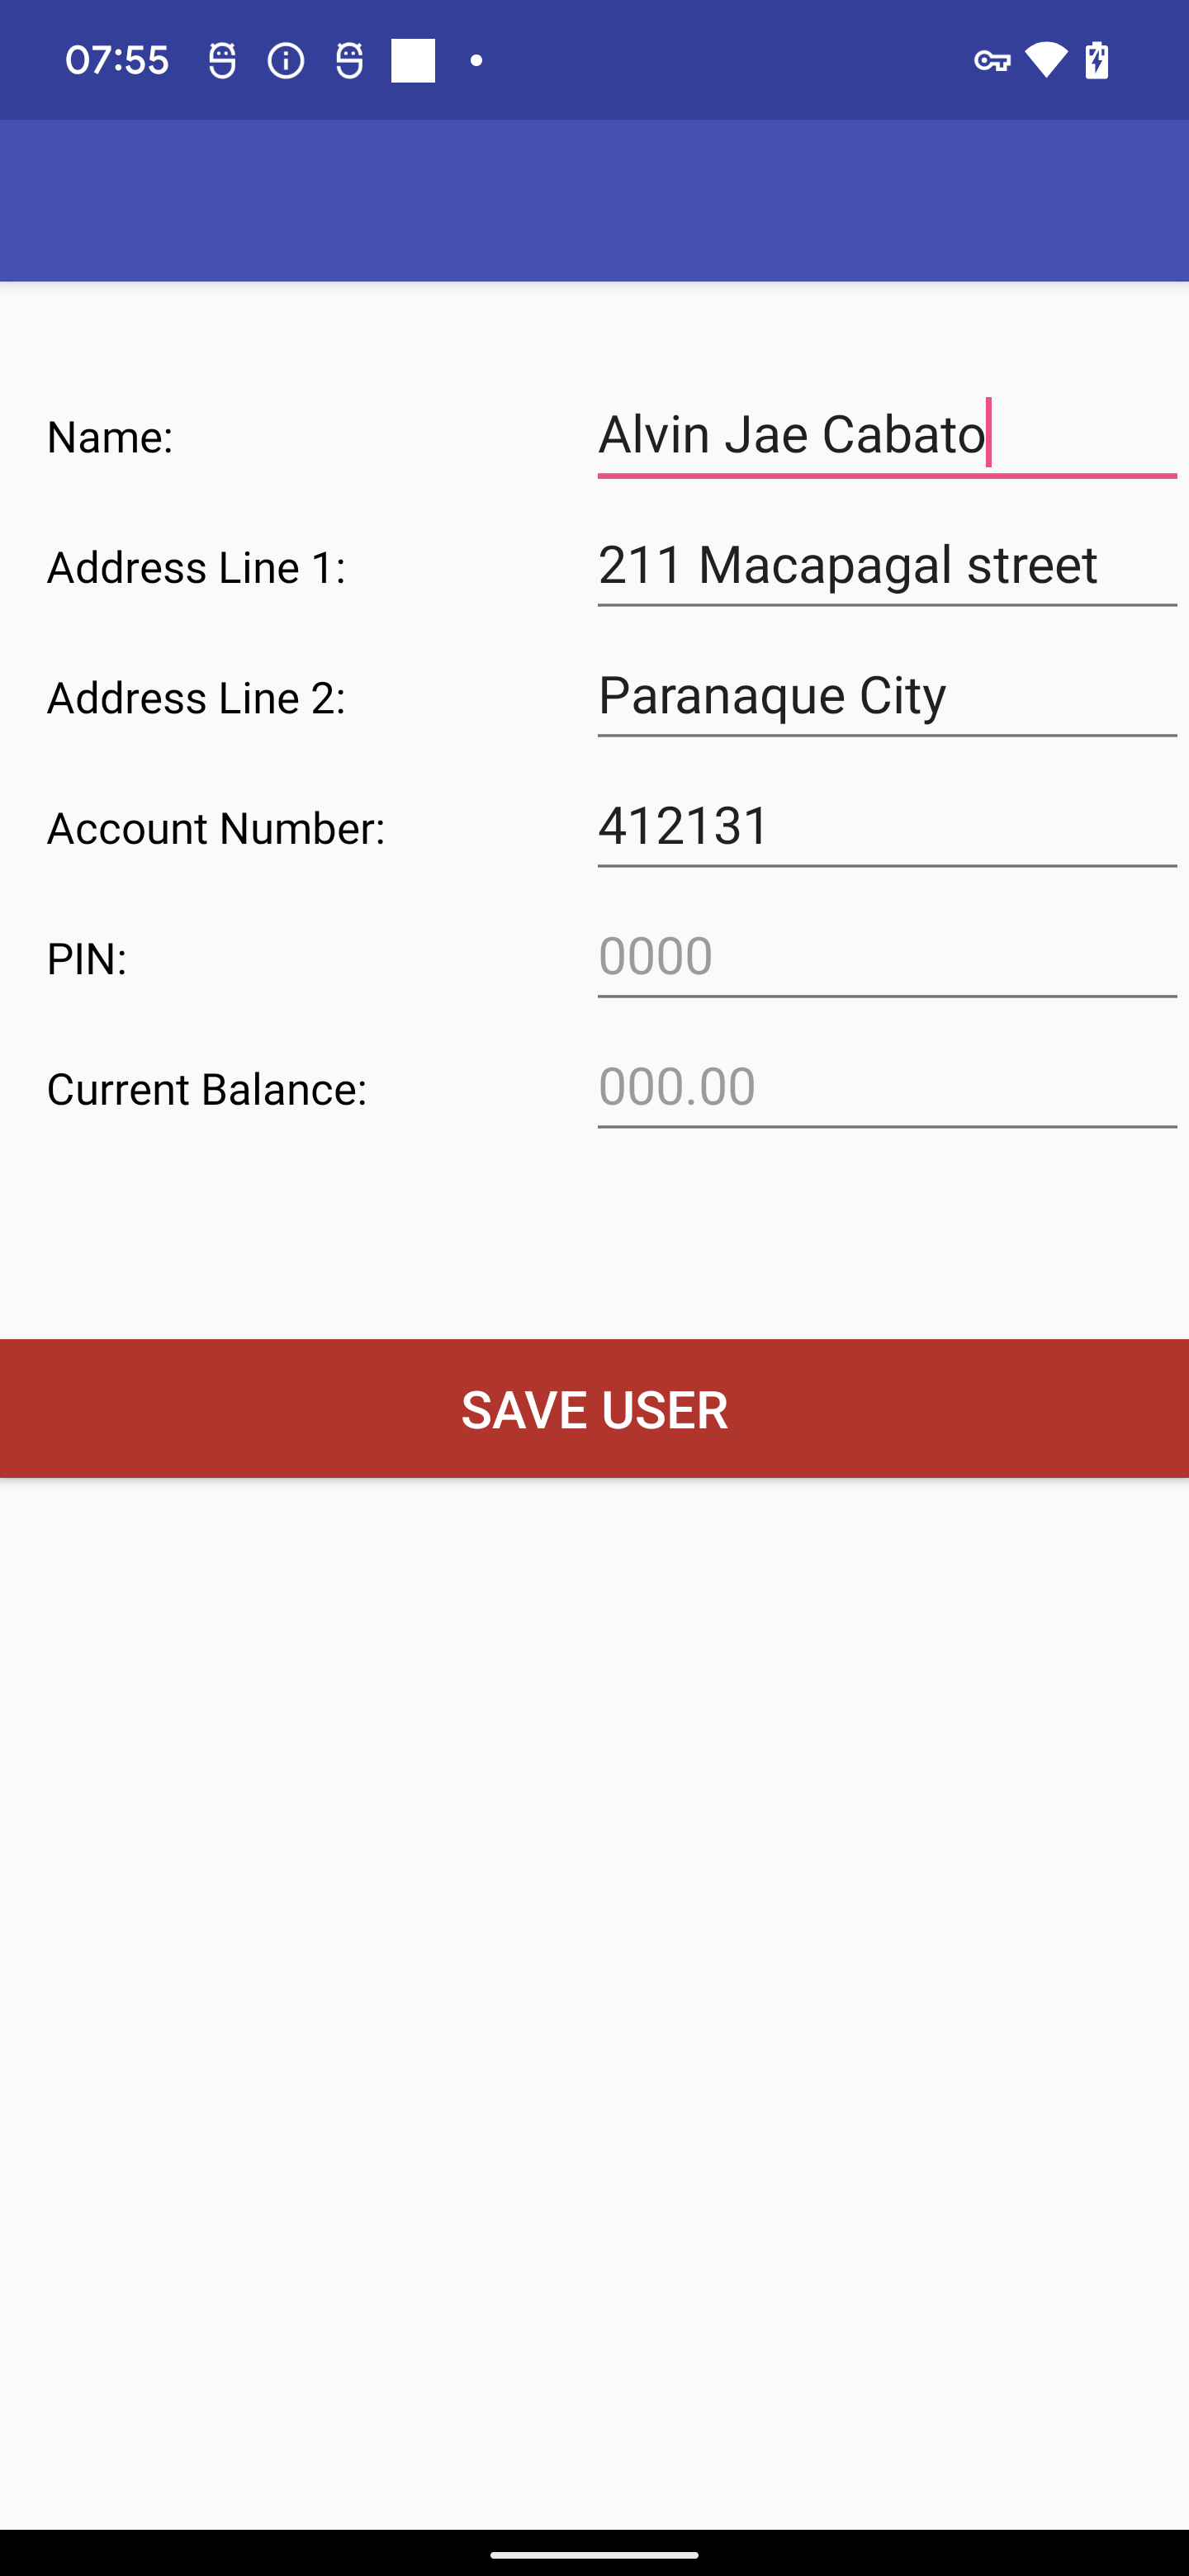 07:55
Name: Alvin Jae Cabato
Address Line 1: 211 Macapagal street
Address Line 2: Paranaque City
Account Number: 412131
PIN: 0000
Current Balance: 000.00
SAVE USER